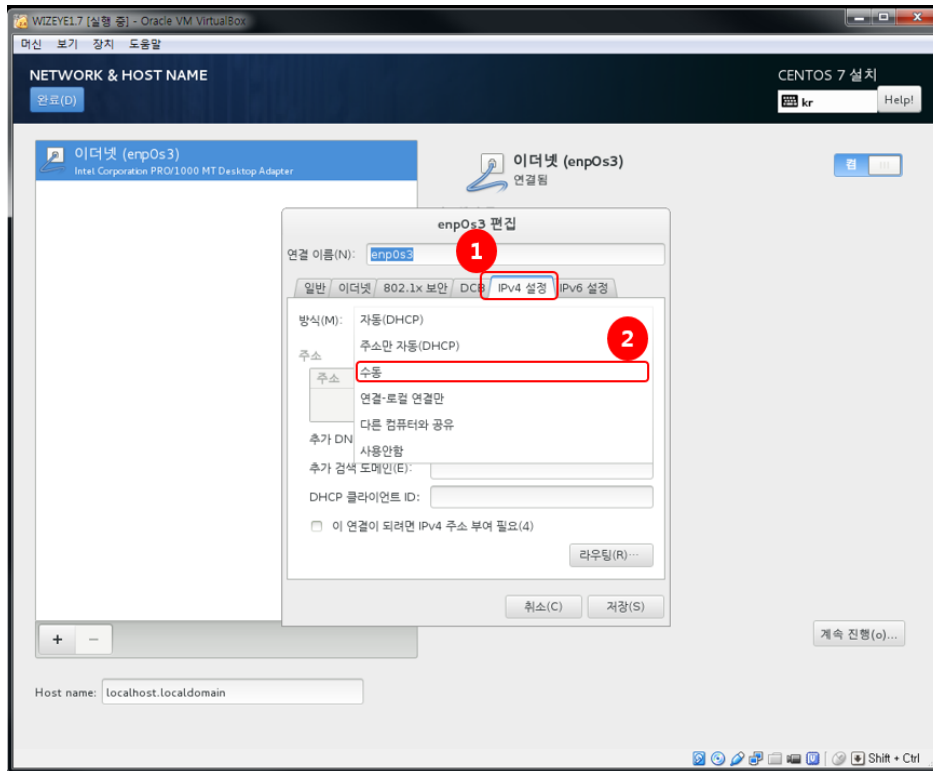 WIZEYE1.7 [실행 중] - Oracle VM VirtualBox
머신 보기 장치 도움말
NETWORK & HOST NAME
CENTOS 7 설치
완료(D)
kr
Help!
이더넷 (enp0s3)
Intel Corporation PRO/1000 MT Desktop Adapter
이더넷 (enp0s3)
연결됨
켬
enp0s3 편집
1
연결 이름(N): enp0s3
일반 이더넷 802.1x 보안 DCB IPv4 설정 IPv6 설정
방식(M): 자동(DHCP)
2
주소만 자동(DHCP)
주소
수동
주소
연결-로컬 연결만
다른 컴퓨터와 공유
추가 DN
사용안함
추가 검색 도메인(E):
DHCP 클라이언트 ID:
이 연결이 되려면 IPv4 주소 부여 필요(4)
라우팅(R)...
취소(C) 저장(S)
+ −
계속 진행(o)...
Host name: localhost.localdomain
Shift + Ctrl